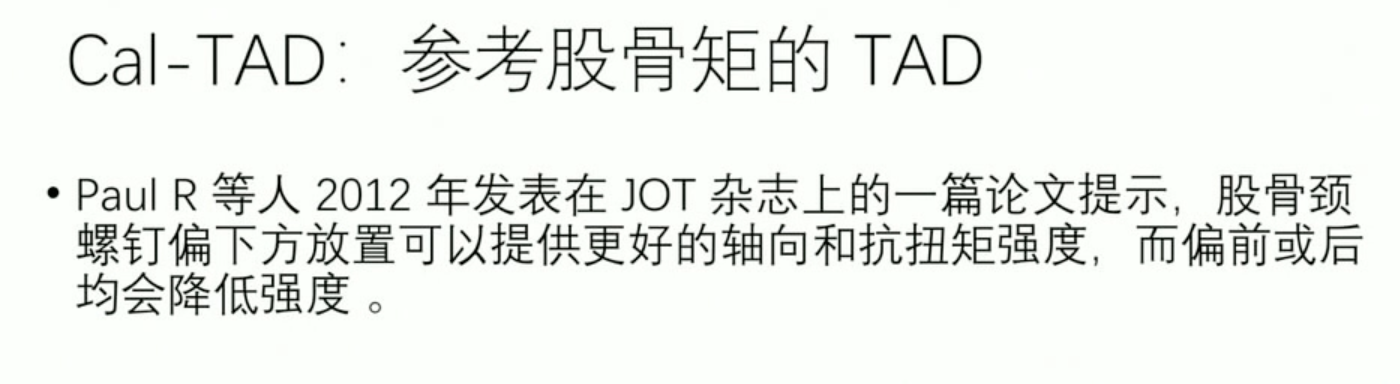 Cal-TAD：参考股骨矩的 TAD
• Paul R 等人 2012 年发表在 JOT 杂志上的一篇论文提示，股骨颈
螺钉偏下方放置可以提供更好的轴向和抗扭矩强度，而偏前或后
均会降低强度 。